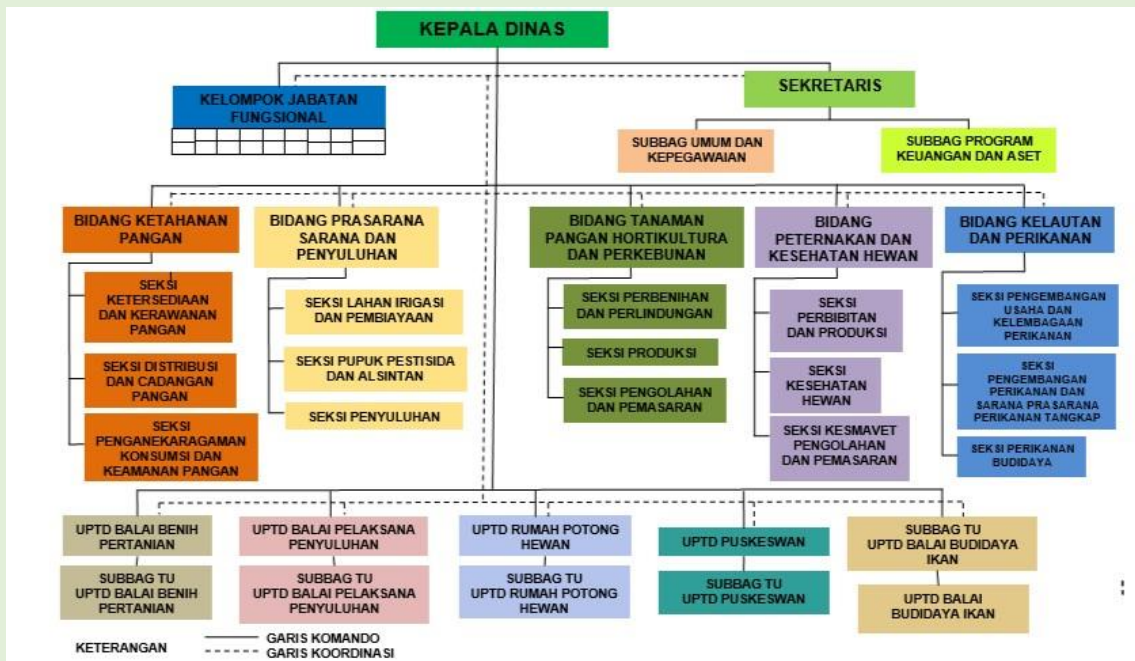 KEPALA DINAS
KELOMPOK JABATAN
FUNGSIONAL
SEKRETARIS
SUBBAG UMUM DAN
KEPEGAWAIAN
SUBBAG PROGRAM
KEUANGAN DAN ASET
BIDANG KETAHANAN
PANGAN
BIDANG PRASARANA
SARANA DAN
PENYULUHAN
BIDANG TANAMAN
PANGAN HORTIKULTURA
DAN PERKEBUNAN
BIDANG
PETERNAKAN DAN
KESEHATAN HEWAN
BIDANG KELAUTAN
DAN PERIKANAN
SEKSI
KETERSEDIAAN
DAN KERAWANAN
PANGAN
SEKSI DISTRIBUSI
DAN CADANGAN
PANGAN
SEKSI
PENGANEKARAGAMAN
KONSUMSI DAN
KEAMANAN PANGAN
SEKSI LAHAN IRIGASI
DAN PEMBIAYAAN
SEKSI PUPUK PESTISIDA
DAN ALSINTAN
SEKSI PENYULUHAN
SEKSI PERBENIHAN
DAN PERLINDUNGAN
SEKSI PRODUKSI
SEKSI PENGOLAHAN
DAN PEMASARAN
SEKSI
PERBIBITAN
DAN PRODUKSI
SEKSI
KESEHATAN
HEWAN
SEKSI KESMAVET
PENGOLAHAN
DAN PEMASARAN
SEKSI PENGEMBANGAN
USAHA DAN
KELEMBAGAAN
PERIKANAN
SEKSI
PENGEMBANGAN
PERIKANAN DAN
SARANA PRASARANA
PERIKANAN TANGKAP
SEKSI PERIKANAN
BUDIDAYA
UPTD BALAI BENIH
PERTANIAN
UPTD BALAI PELAKSANA
PENYULUHAN
UPTD RUMAH POTONG
HEWAN
UPTD PUSKESWAN
SUBBAG TU
UPTD BALAI BUDIDAYA
IKAN
SUBBAG TU
UPTD BALAI BENIH
PERTANIAN
SUBBAG TU
UPTD BALAI PELAKSANA
PENYULUHAN
SUBBAG TU
UPTD RUMAH POTONG
HEWAN
SUBBAG TU
UPTD PUSKESWAN
UPTD BALAI
BUDIDAYA IKAN
KETERANGAN
GARIS KOMANDO
GARIS KOORDINASI